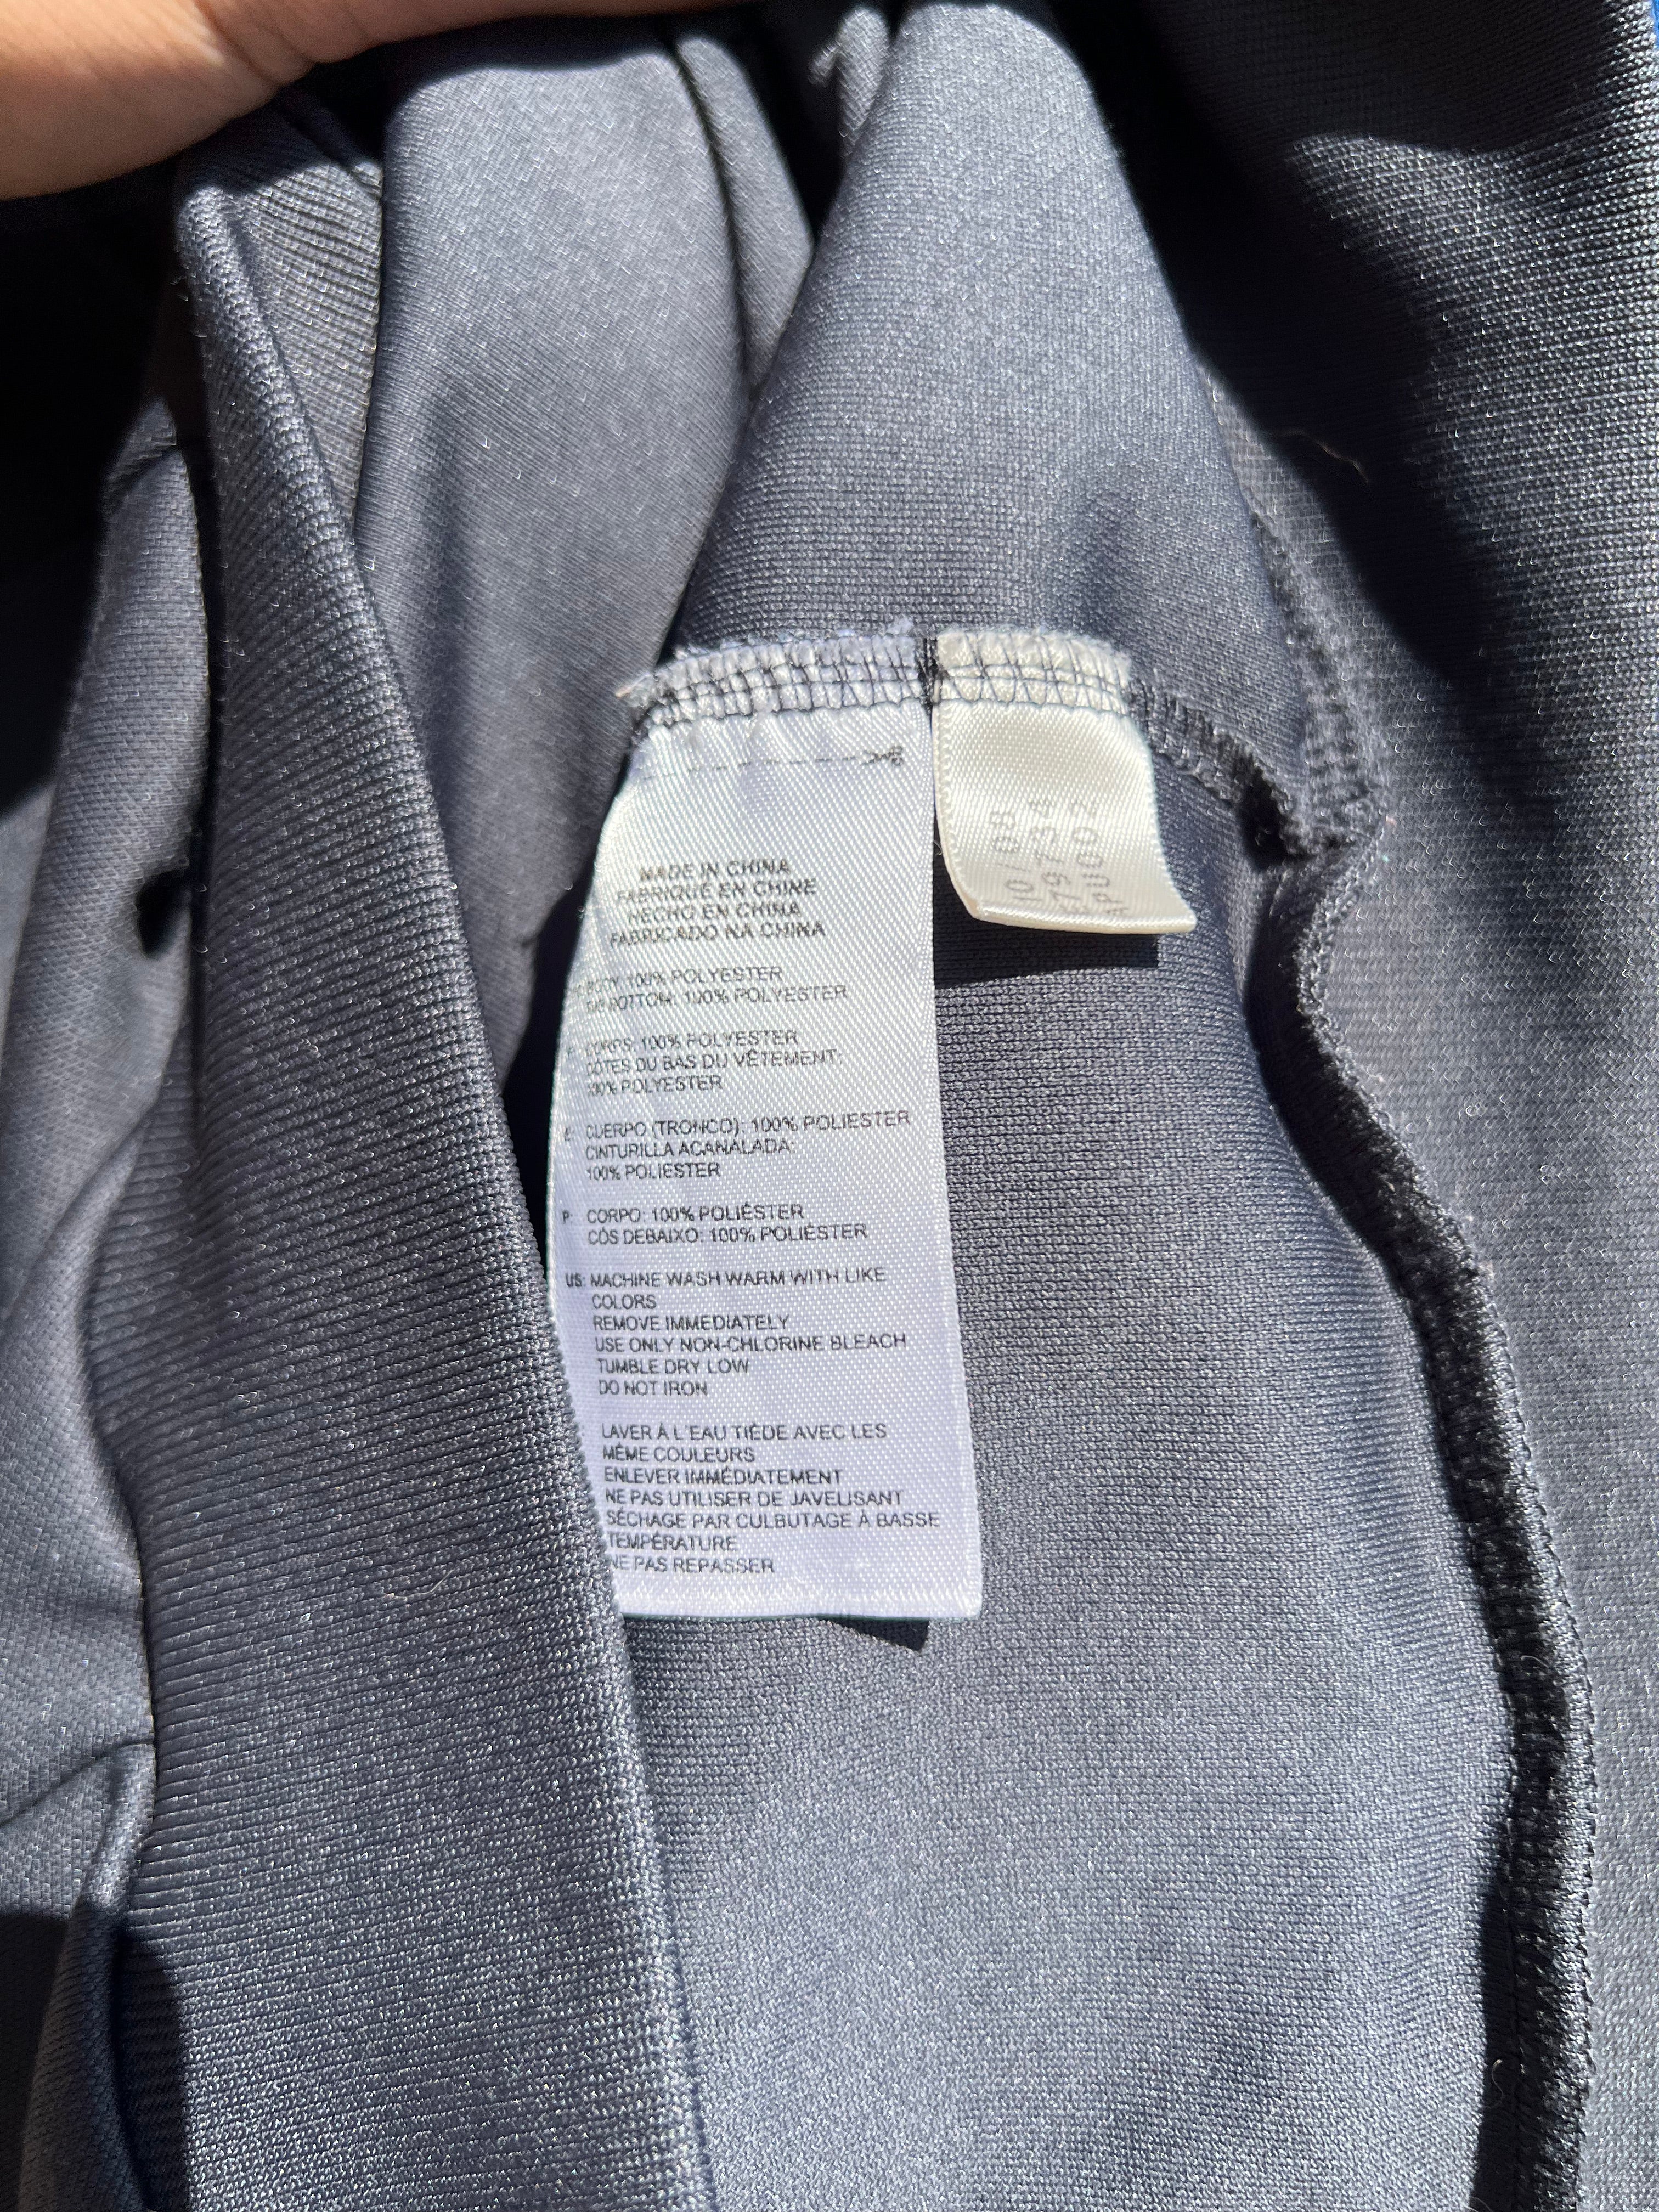 MADE IN CHINA
FABRIQUÉ EN CHINE
HECHO EN CHINA
FABRICADO NA CHINA
BODY: 100% POLYESTER
BOTTOM: 100% POLYESTER
CORPS: 100% POLYESTER
CÔTES DU BAS DU VÊTEMENT:
100% POLYESTER
E: CUERPO (TRONCO): 100% POLIESTER
CINTURILLA ACANALADA:
100% POLIESTER
P: CORPO: 100% POLIÉSTER
CÓS DEBAIXO: 100% POLIÉSTER
US: MACHINE WASH WARM WITH LIKE
COLORS
REMOVE IMMEDIATELY
USE ONLY NON-CHLORINE BLEACH
TUMBLE DRY LOW
DO NOT IRON
LAVER À L'EAU TIÈDE AVEC LES
MÊME COULEURS
ENLEVER IMMÉDIATEMENT
NE PAS UTILISER DE JAVELISANT
SÉCHAGE PAR CULBUTAGE À BASSE
TEMPÉRATURE
NE PAS REPASSER
10/08
APU002